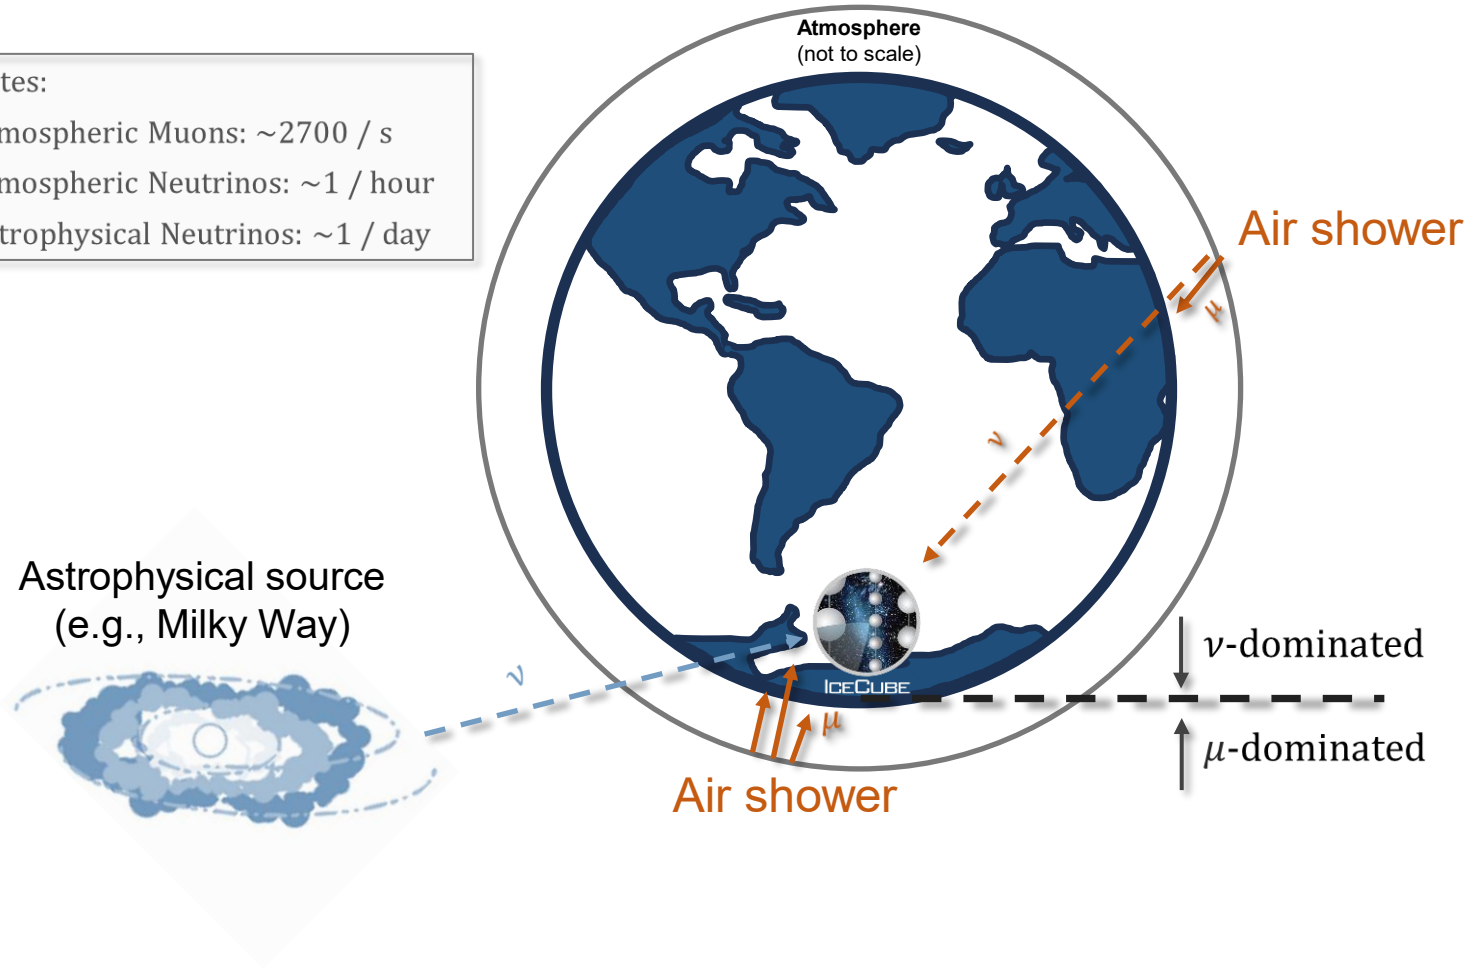 Atmosphere
(not to scale)
tes:
mospheric Muons: ~2700 / s
mospheric Neutrinos: ~1 / hour
trophysical Neutrinos: ~1 / day
Air shower
μ
ν
Astrophysical source
(e.g., Milky Way)
ν
ICECUBE
μ
ν-dominated
μ-dominated
Air shower